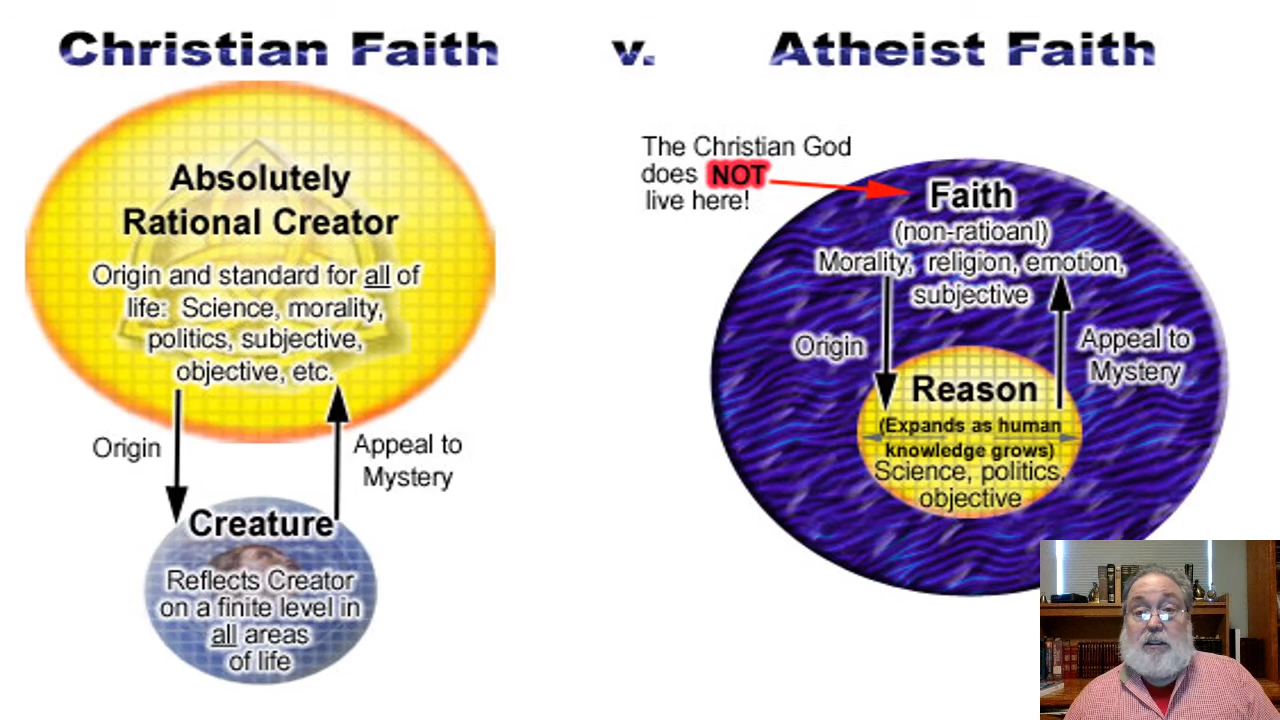 Christian Faith v. Atheist Faith
Absolutely
Rational Creator
Origin and standard for all of
life: Science, morality,
politics, subjective,
objective, etc.
Origin
Appeal to
Mystery
Creature
Reflects Creator
on a finite level in
all areas
of life
The Christian God
does NOT
live here!
Faith
(non-ratioanl)
Morality, religion, emotion,
subjective
Origin
Appeal to
Mystery
Reason
(Expands as human
knowledge grows)
Science, politics,
objective